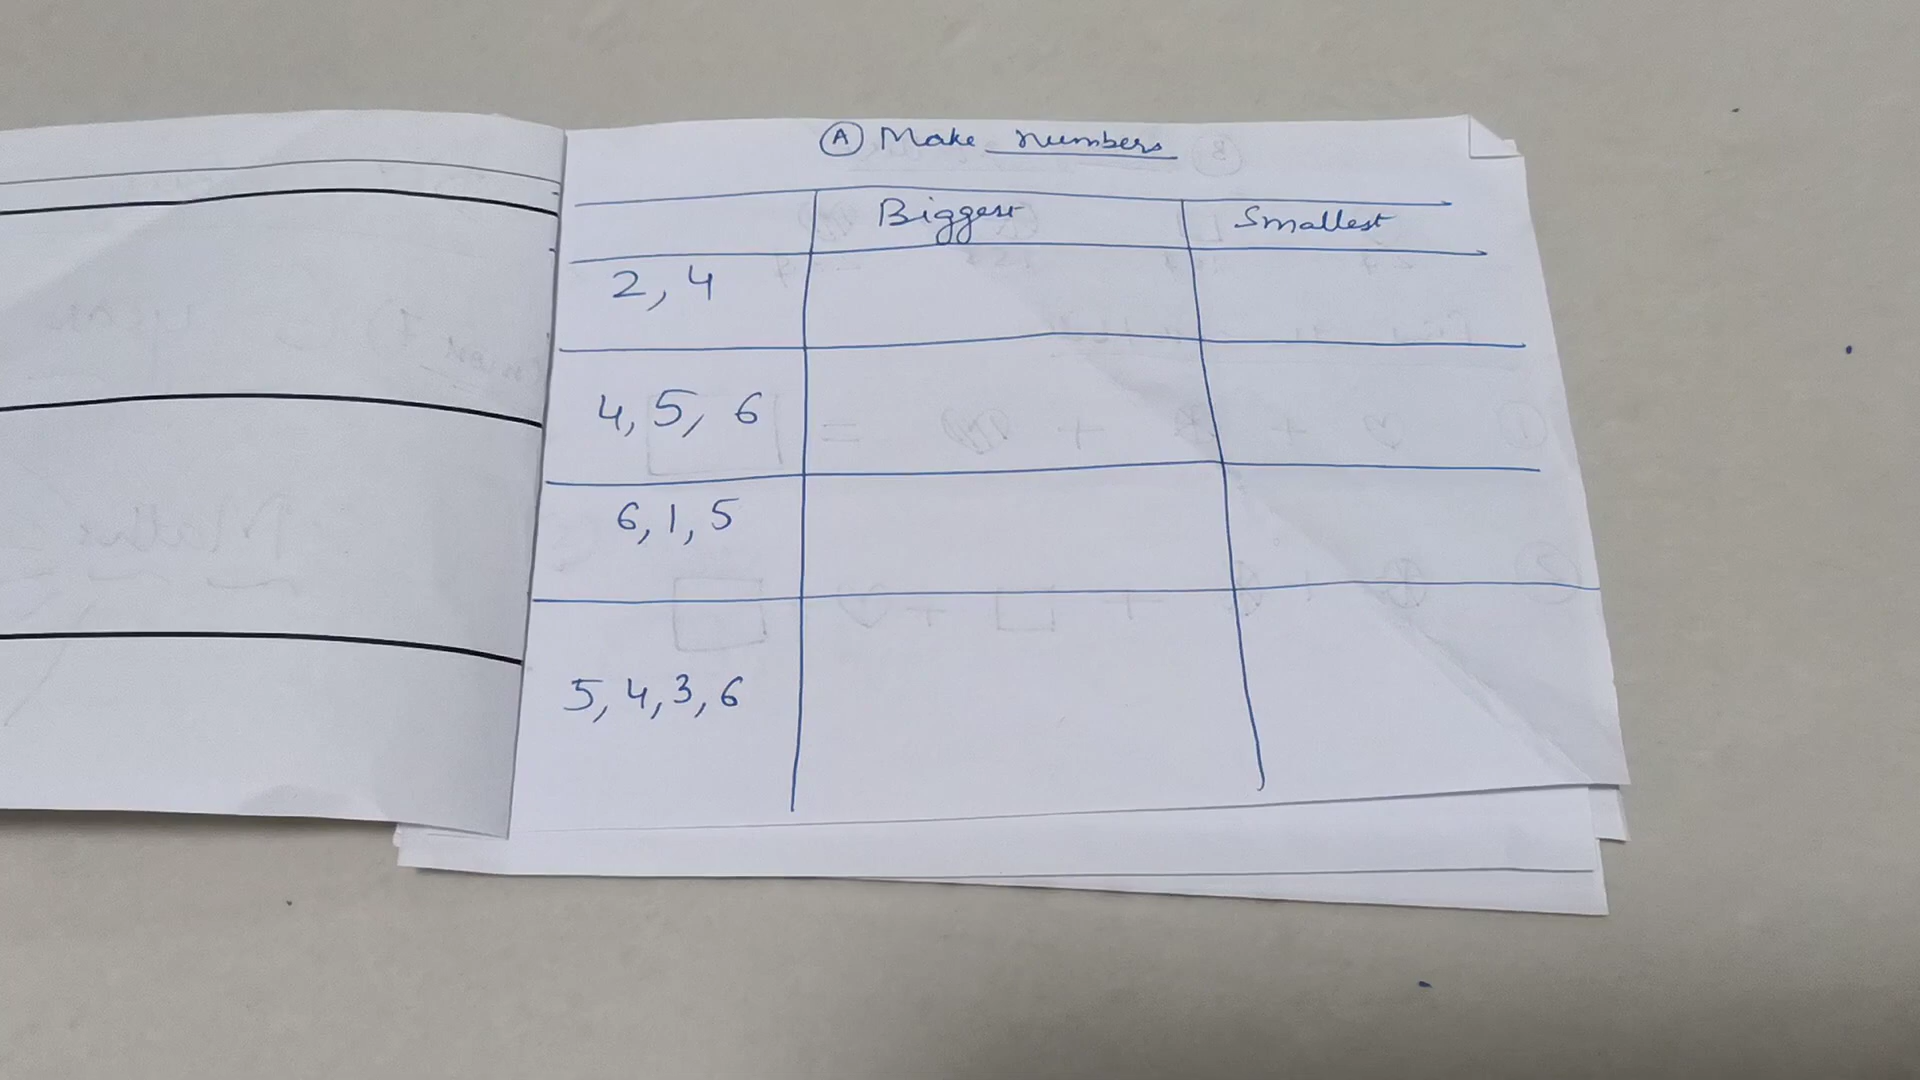 A Make numbers
Biggest Smallest
2, 4
4, 5, 6
6, 1, 5
5, 4, 3, 6